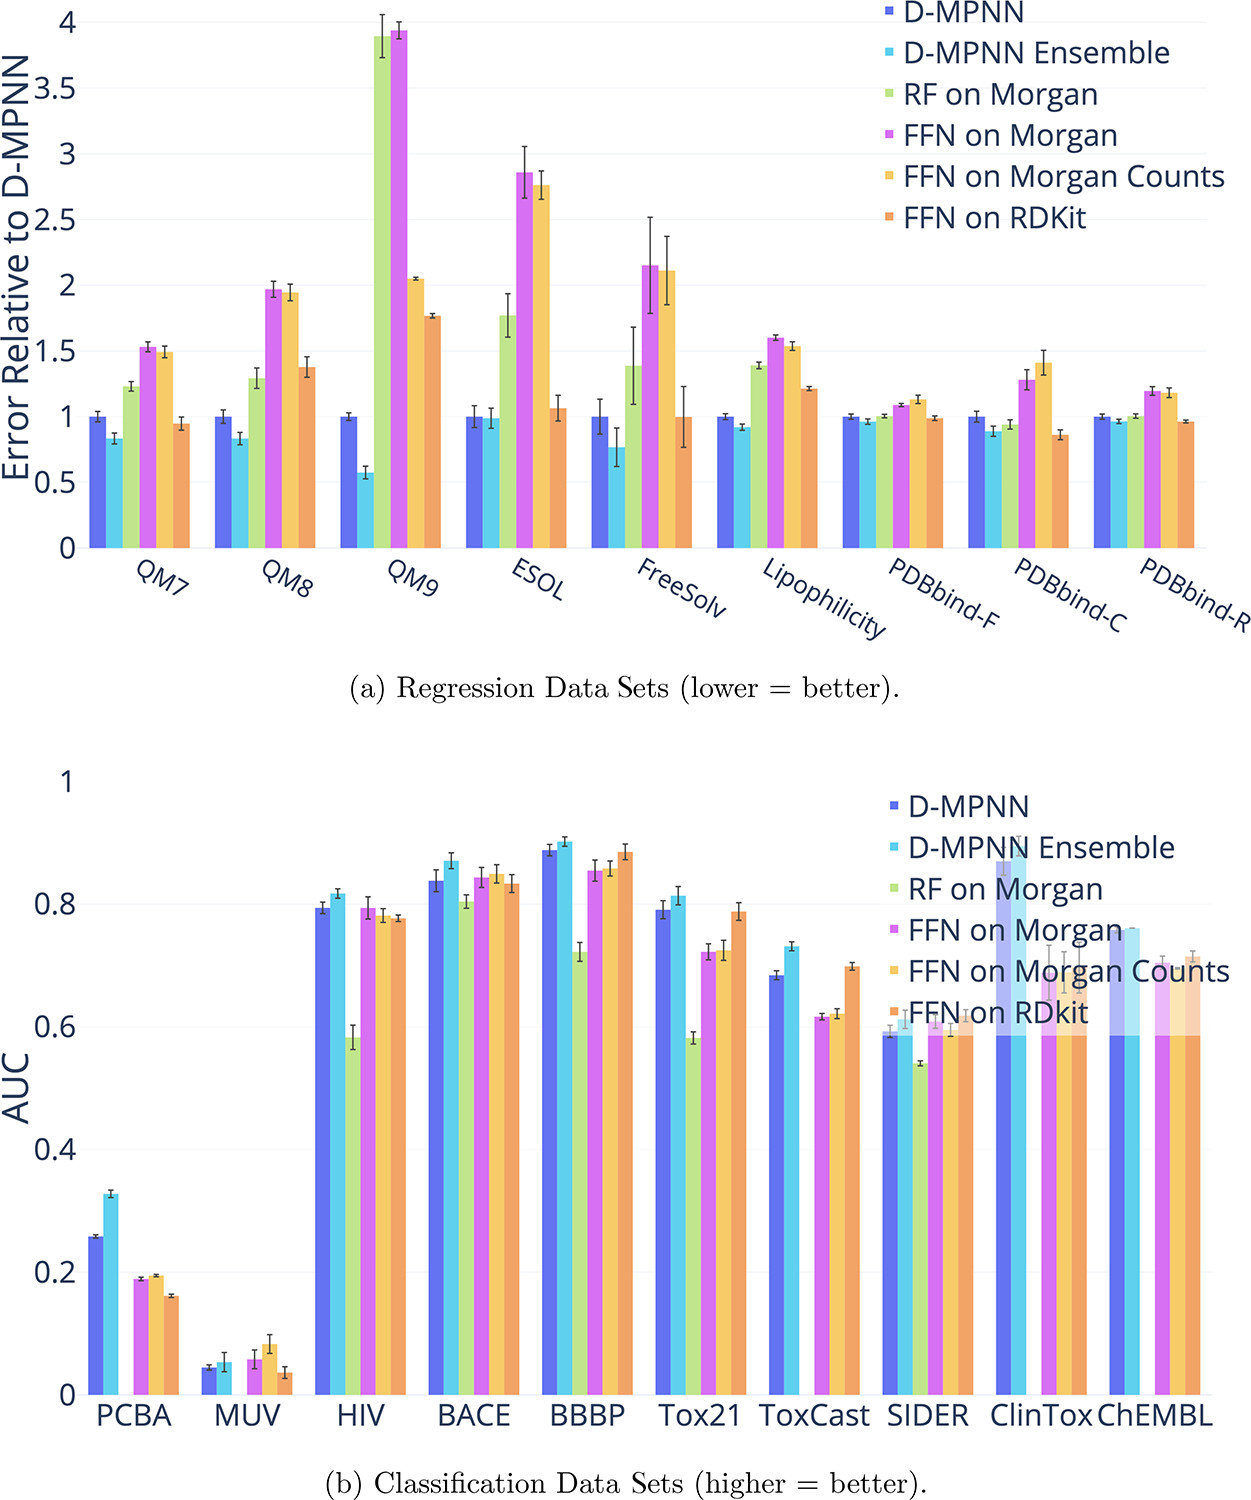 Error Relative to D-MPNN
4
3.5
3
2.5
2
1.5
1
0.5
0
D-MPNN
D-MPNN Ensemble
RF on Morgan
FFN on Morgan
FFN on Morgan Counts
FFN on RDKit
QM7
QM8
QM9
ESOL
FreeSolv
Lipophilicity
PDBbind-F
PDBbind-C
PDBbind-R
(a) Regression Data Sets (lower = better).
AUC
1
0.8
0.6
0.4
0.2
0
D-MPNN
D-MPNN Ensemble
RF on Morgan
FFN on Morgan
FFN on Morgan Counts
FFN on RDkit
PCBA
MUV
HIV
BACE
BBBP
Tox21
ToxCast
SIDER
ClinTox
ChEMBL
(b) Classification Data Sets (higher = better).